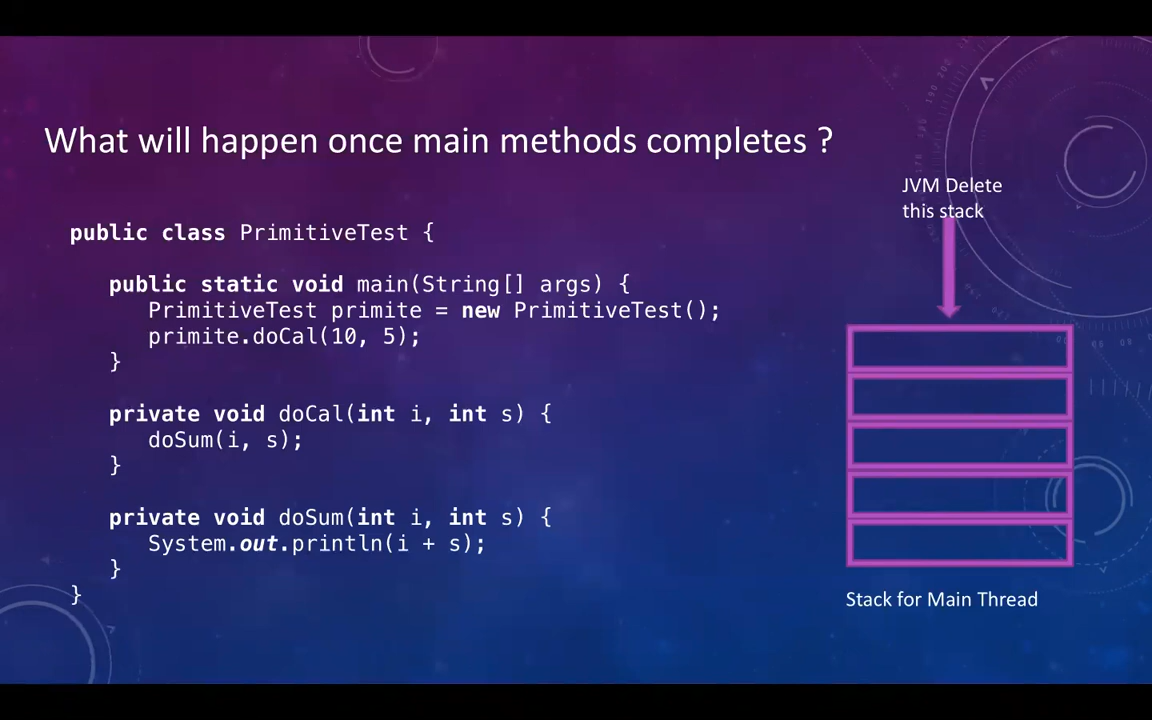 What will happen once main methods completes ?
JVM Delete
this stack
public class PrimitiveTest {
public static void main(String[] args) {
PrimitiveTest primite = new PrimitiveTest();
primite.doCal(10, 5);
}
private void doCal(int i, int s) {
doSum(i, s);
}
private void doSum(int i, int s) {
System.out.println(i + s);
}
}
Stack for Main Thread